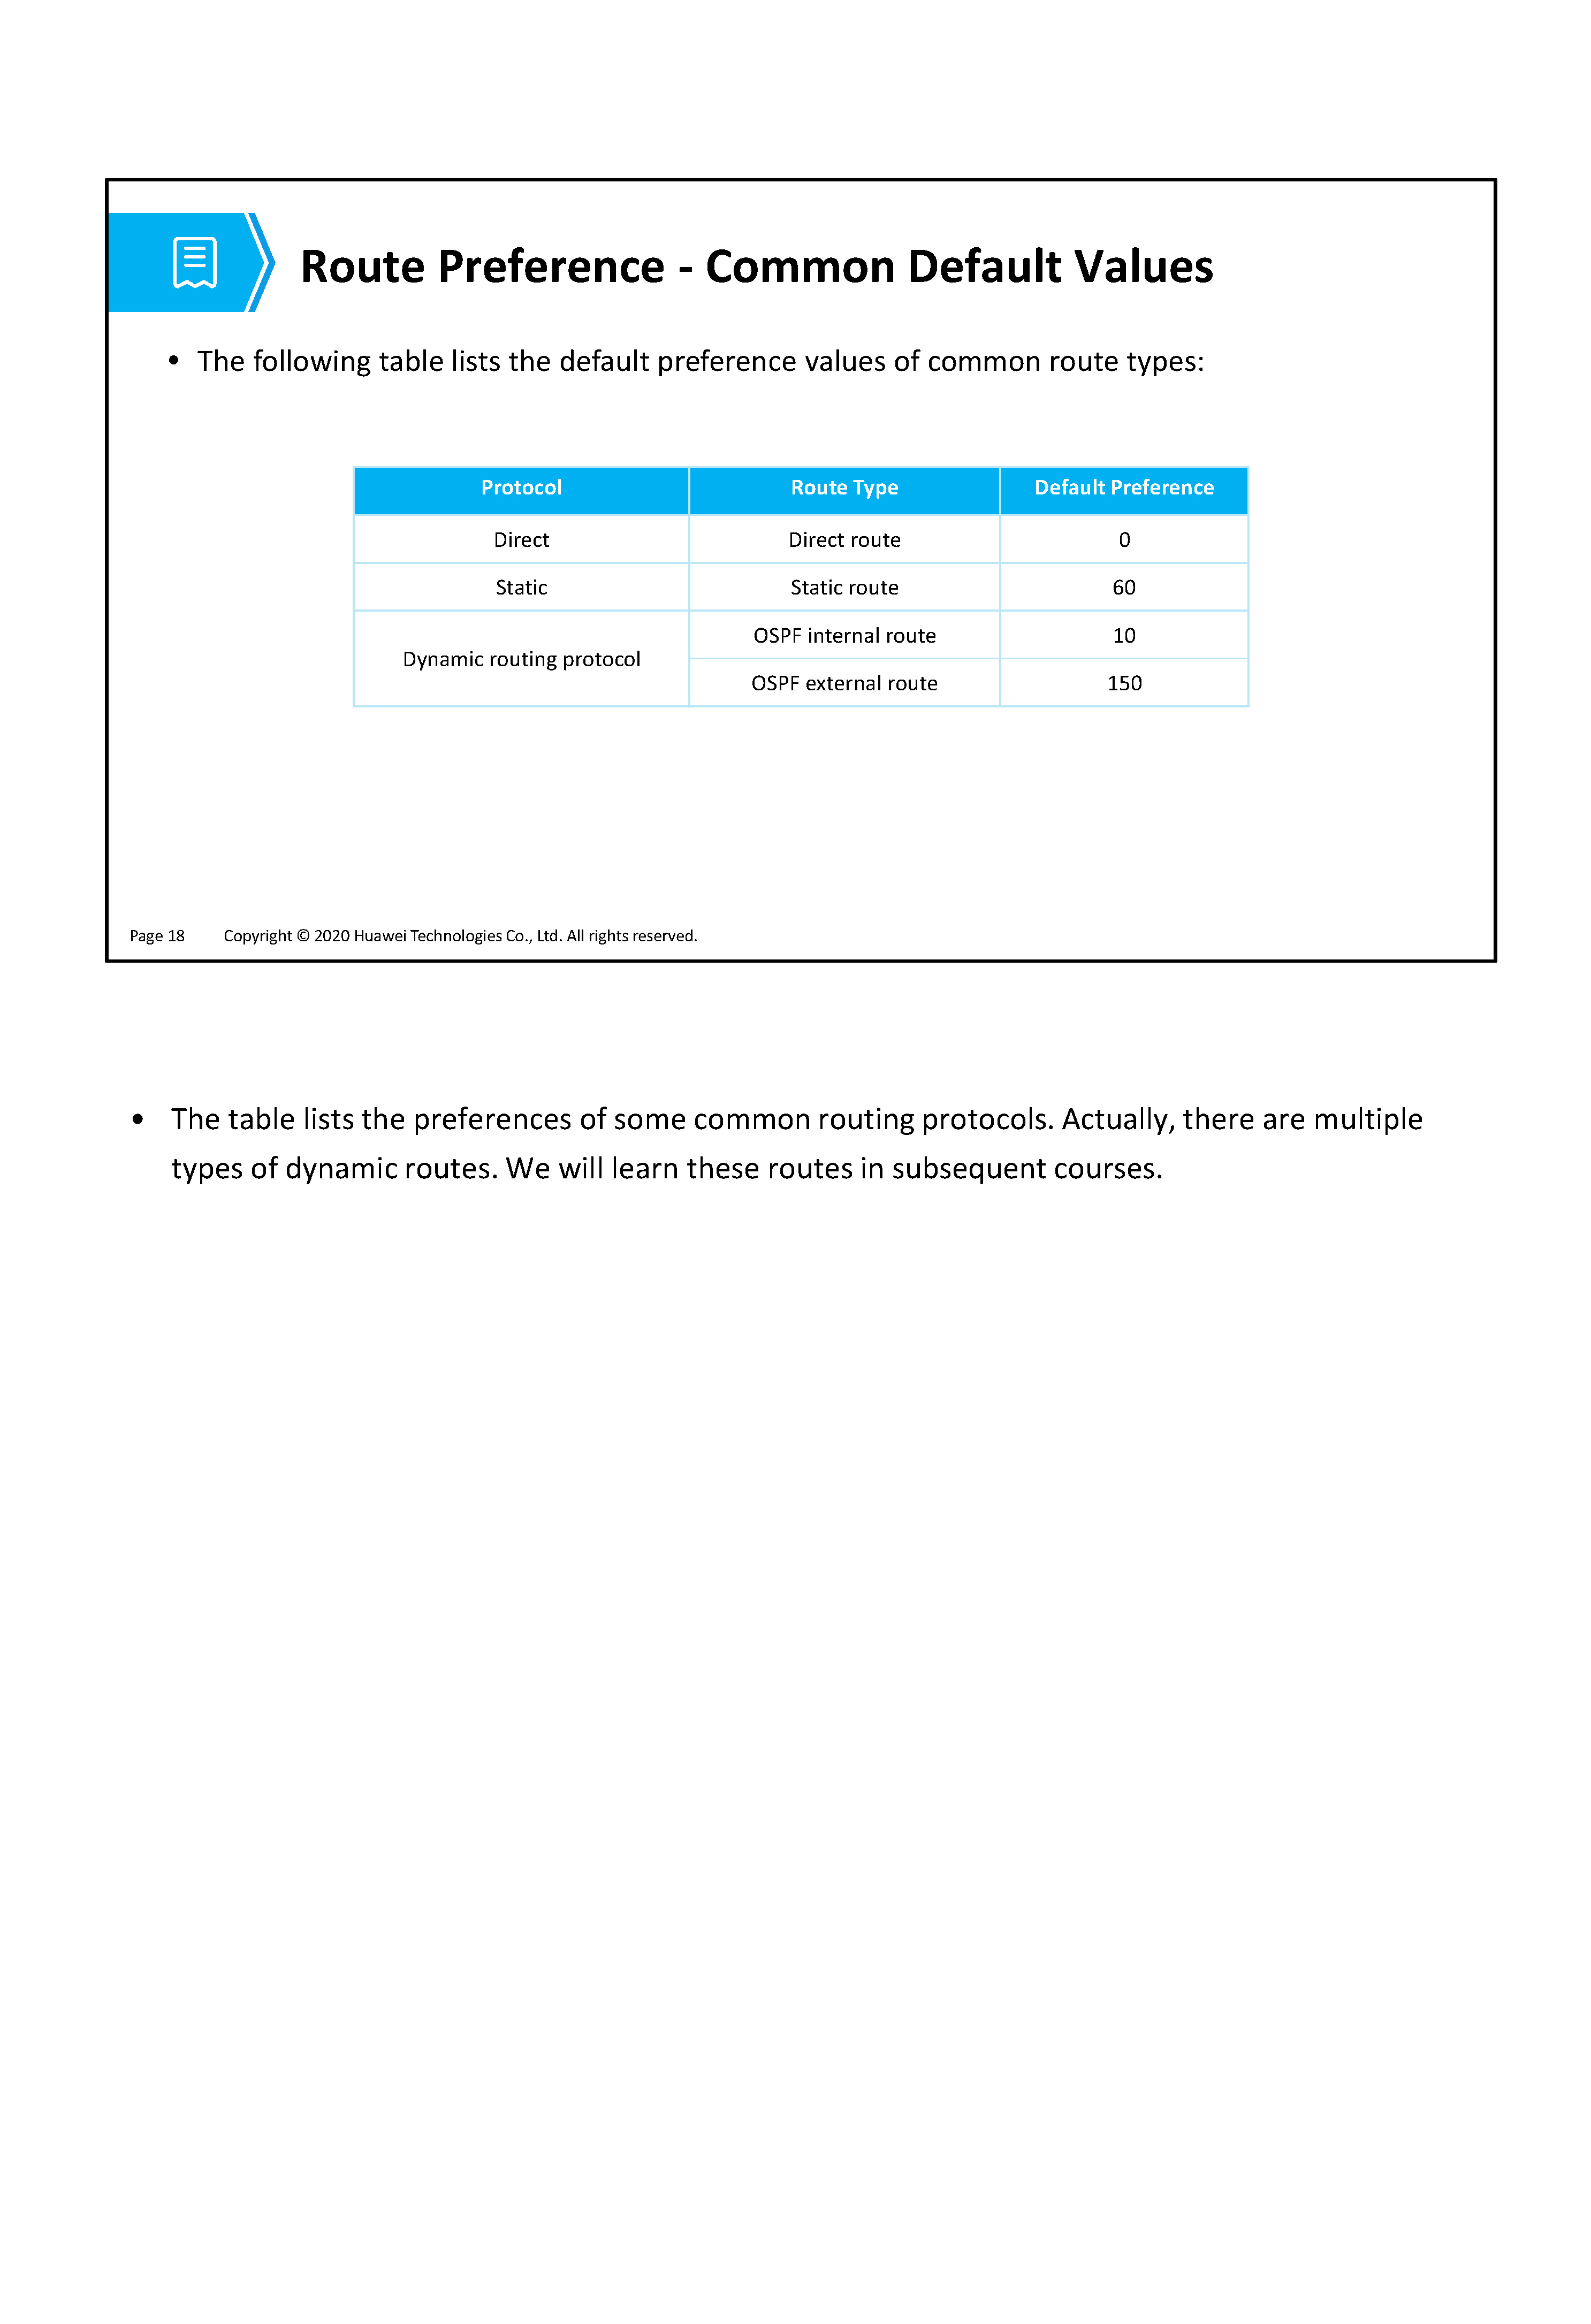 Route Preference - Common Default Values
• The following table lists the default preference values of common route types:
Protocol Route Type Default Preference
Direct Direct route 0
Static Static route 60
Dynamic routing protocol OSPF internal route 10
OSPF external route 150
Page 18 Copyright © 2020 Huawei Technologies Co., Ltd. All rights reserved.
• The table lists the preferences of some common routing protocols. Actually, there are multiple
types of dynamic routes. We will learn these routes in subsequent courses.